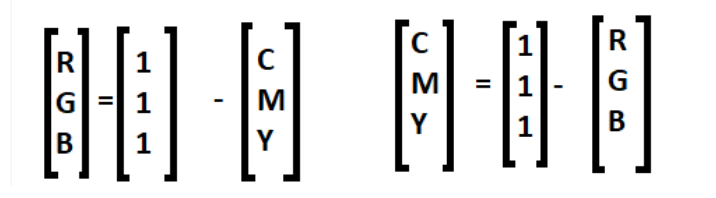 R 1 C
G = 1 - M
B 1 Y
C 1 R
M = 1 - G
Y 1 B